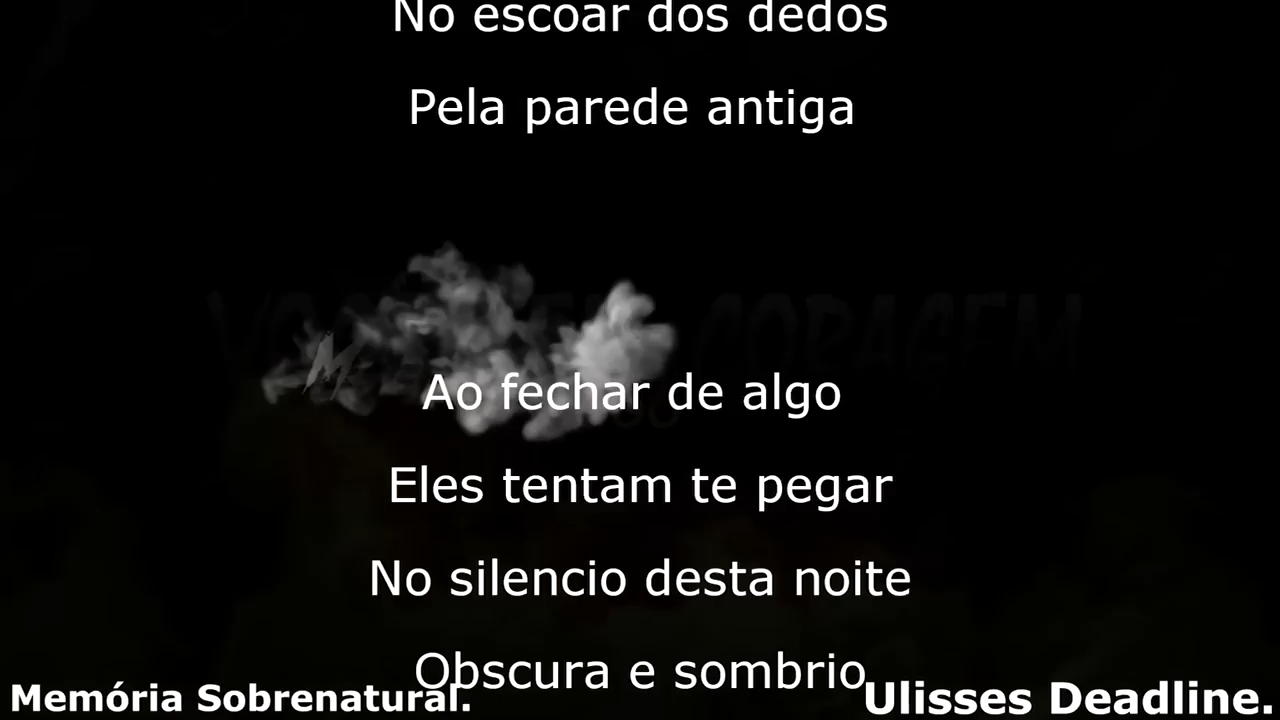 No escoar dos dedos
Pela parede antiga
Ao fechar de algo
Eles tentam te pegar
No silencio desta noite
Obscura e sombrio
Memória Sobrenatural.
Ulisses Deadline.